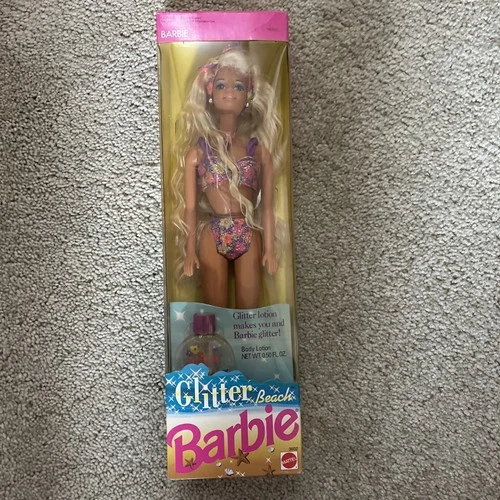 BARBIE
Glitter lotion
makes you and
Barbie glitter!
Body Lotion
NET WT 0.50 FL OZ
Glitter Beach
Barbie
MATTEL